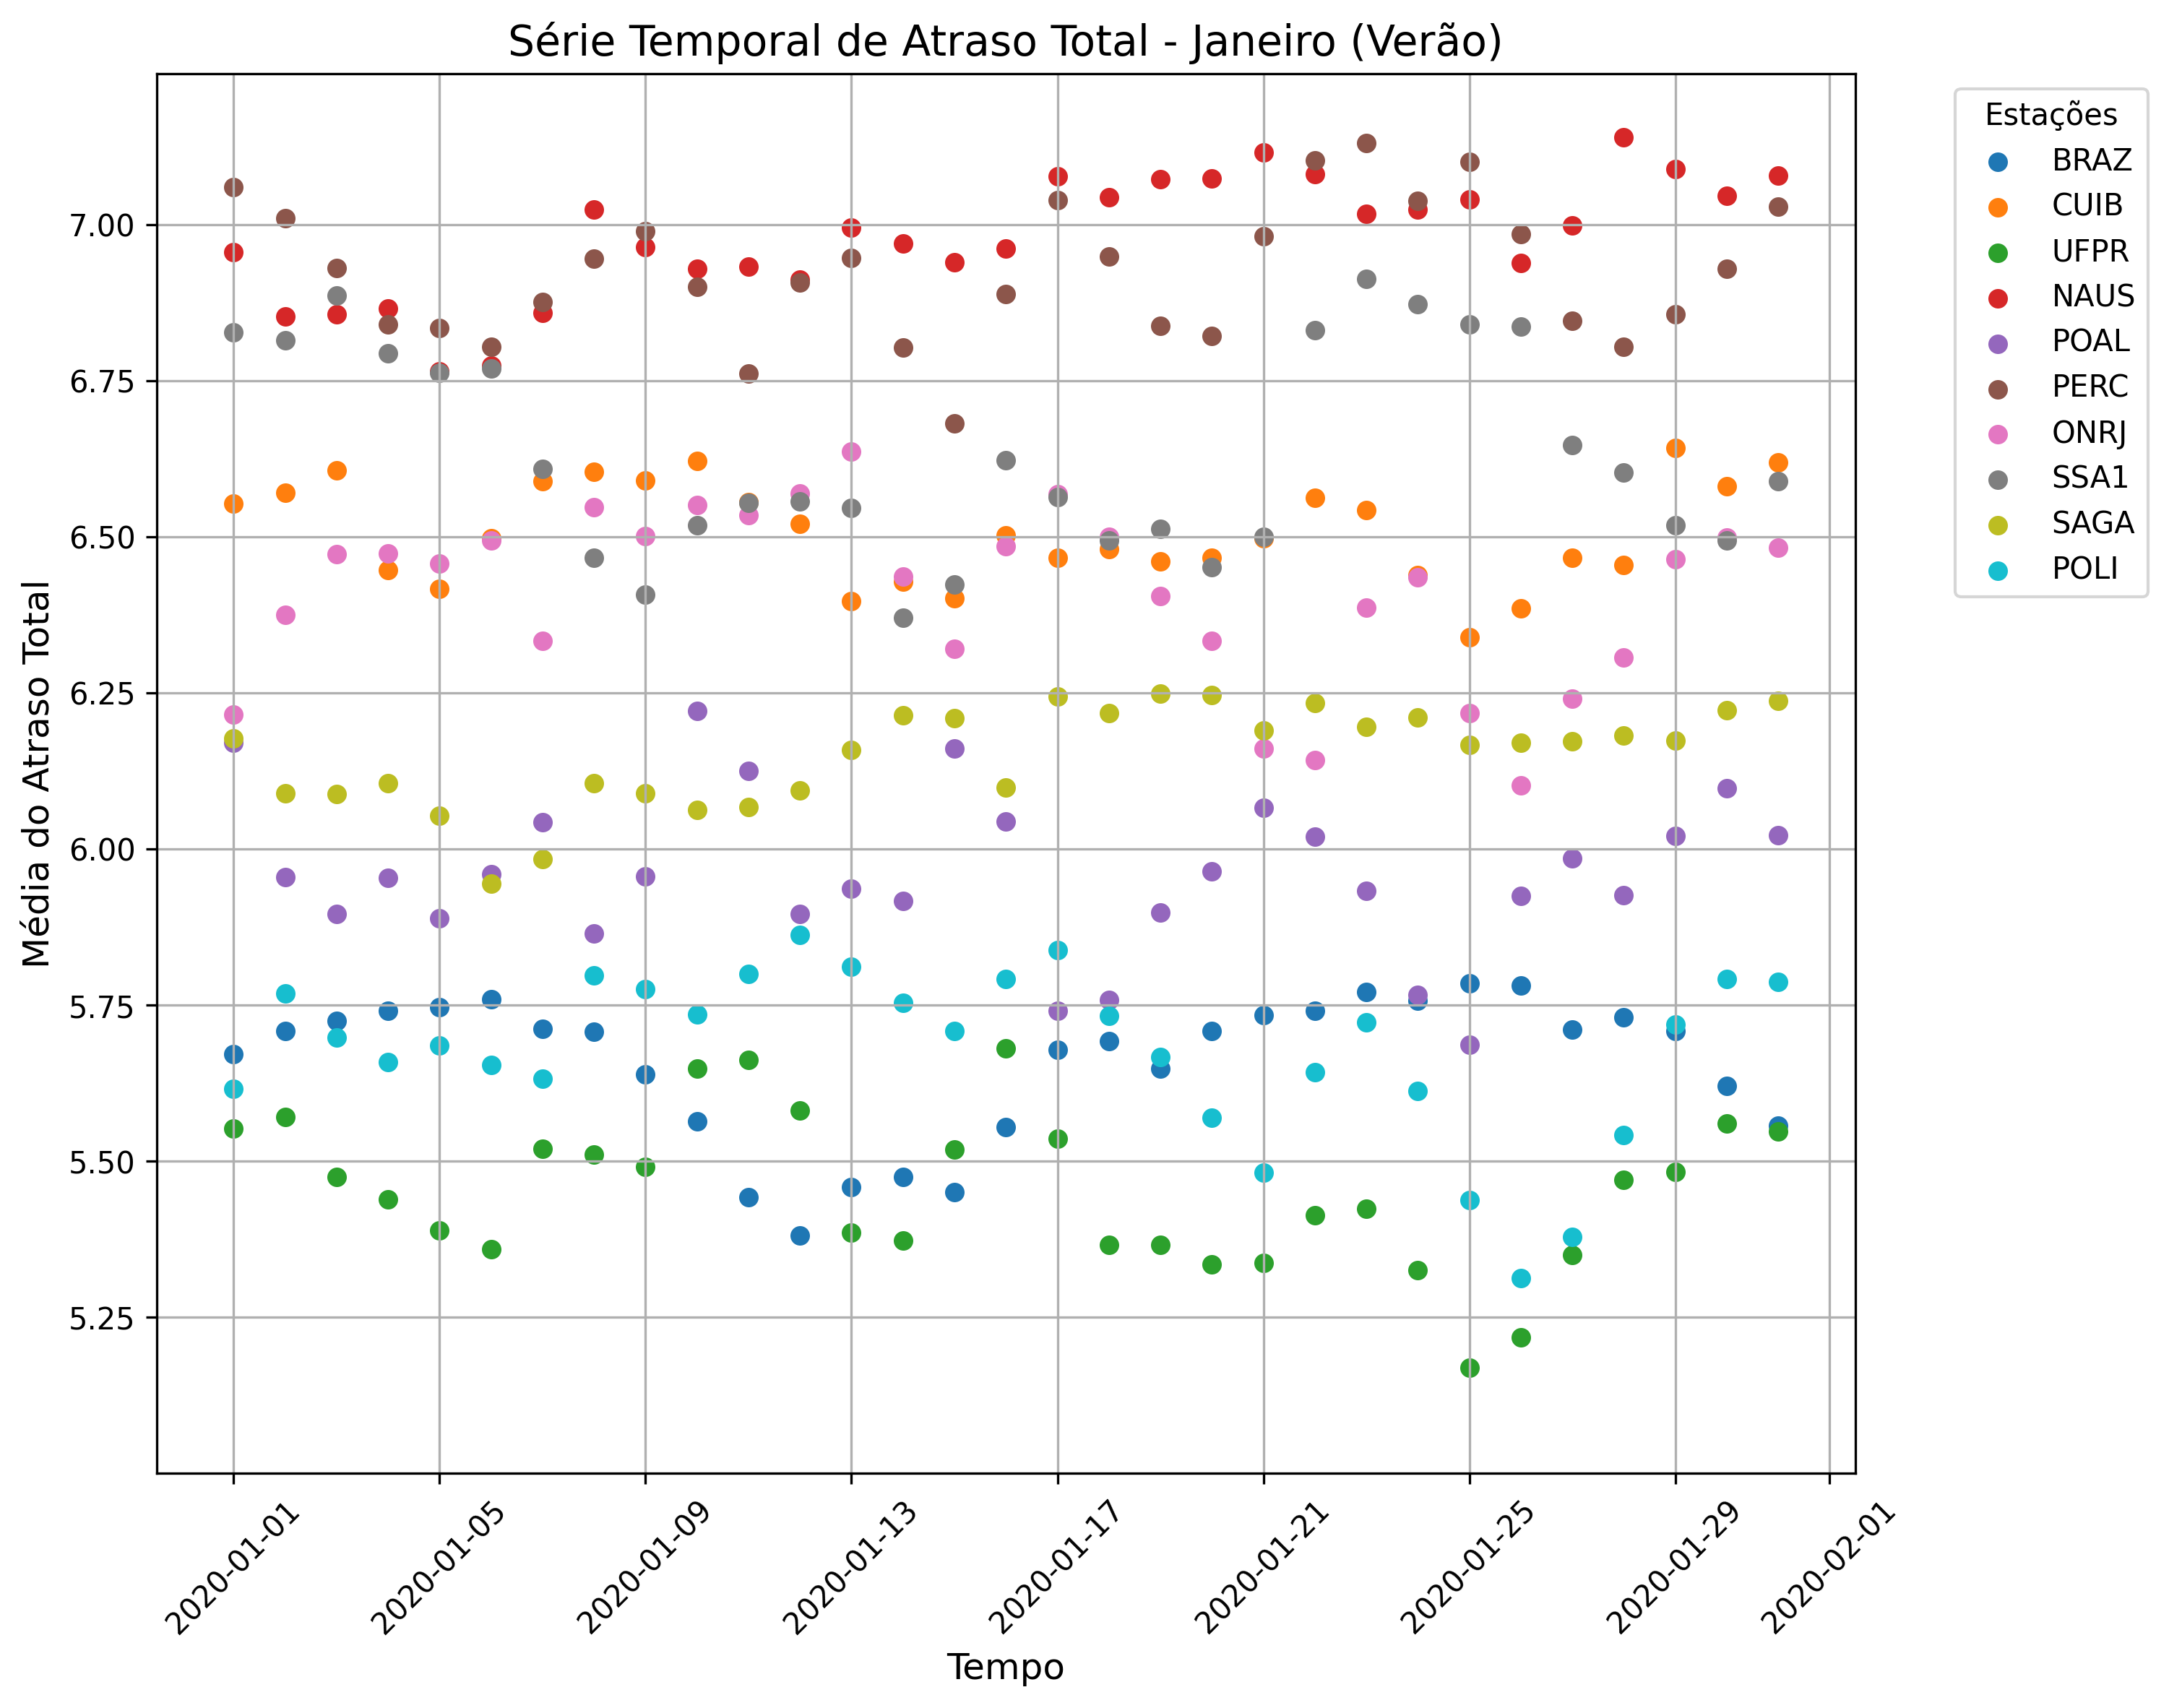 Série Temporal de Atraso Total - Janeiro (Verão)
Estações
BRAZ
CUIB
UFPR
NAUS
POAL
PERC
ONRJ
SSA1
SAGA
POLI
Média do Atraso Total
7.00
6.75
6.50
6.25
6.00
5.75
5.50
5.25
2020-01-01
2020-01-05
2020-01-09
2020-01-13
2020-01-17
2020-01-21
2020-01-25
2020-01-29
2020-02-01
Tempo